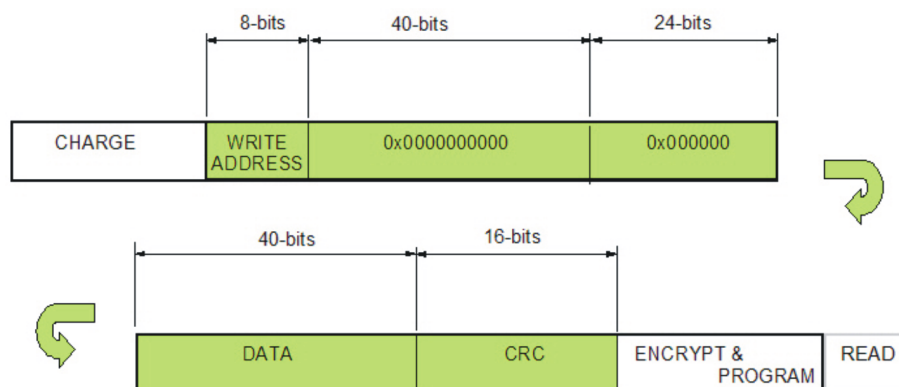 8-bits 40-bits 24-bits
CHARGE WRITE ADDRESS 0x0000000000 0x000000
40-bits 16-bits
DATA CRC ENCRYPT & PROGRAM READ